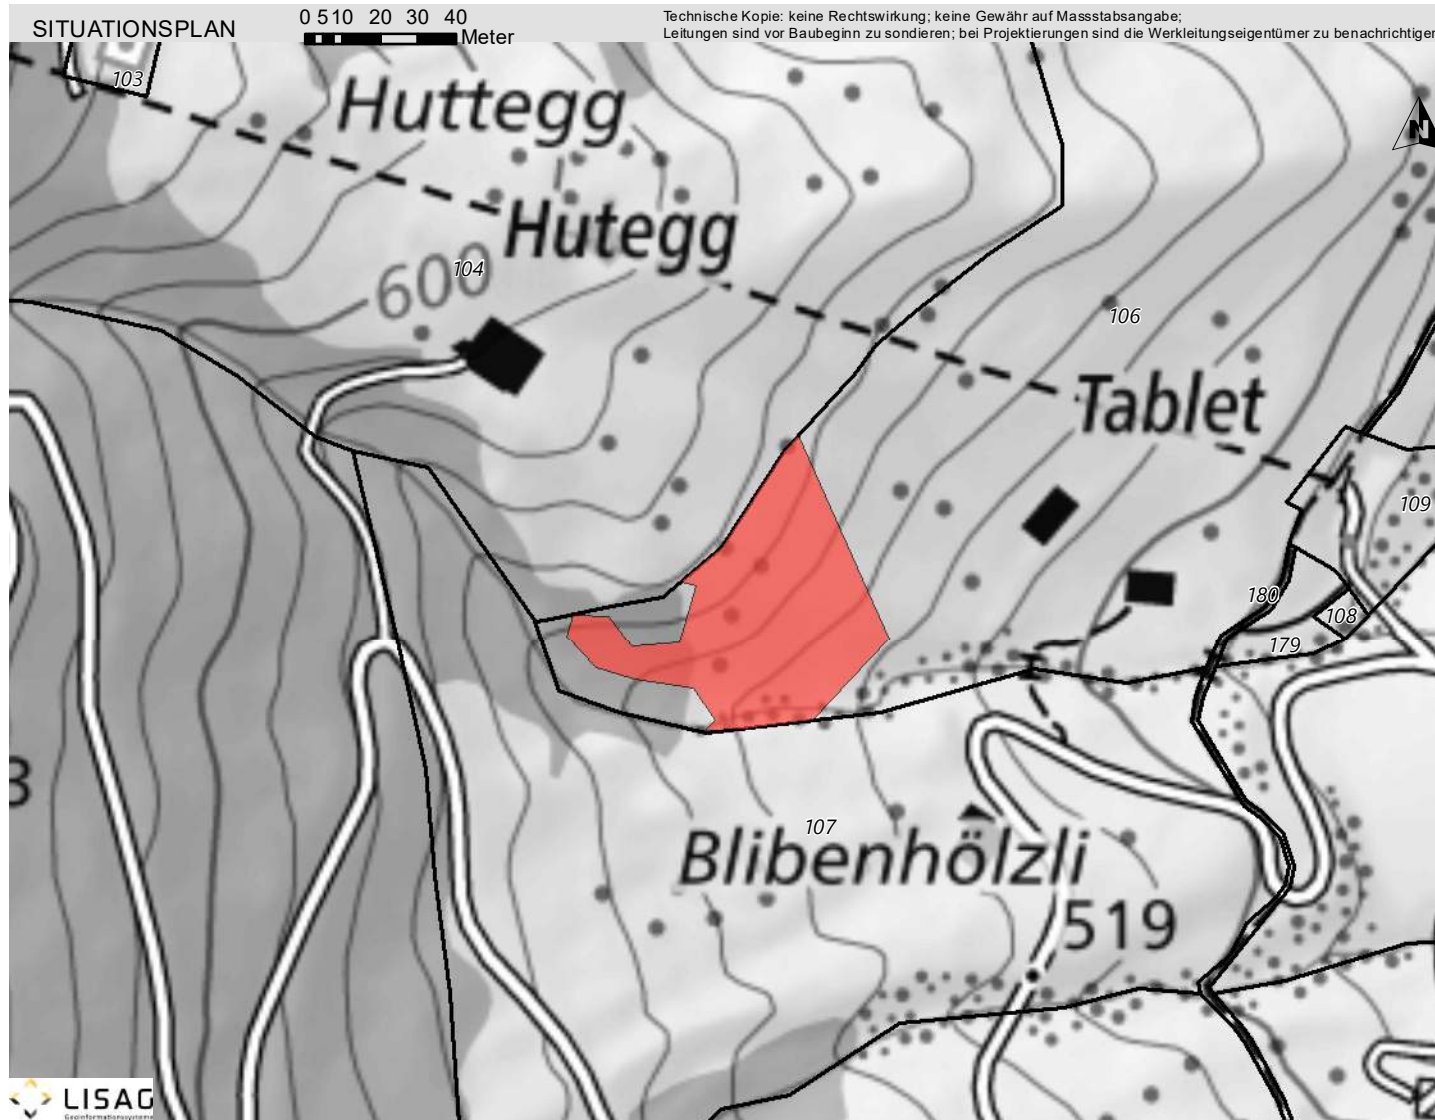 SITUATIONSPLAN
0 5 10 20 30 40
Meter
Technische Kopie: keine Rechtswirkung; keine Gewähr auf Massstabsangabe;
Leitungen sind vor Baubeginn zu sondieren; bei Projektierungen sind die Werkleitungseigentümer zu benachrichtigen
103
Huttegg
N
Hutegg
600
104
106
Tablet
109
180
108
179
3
107
Blibenhölzli
519
LISAG
Geoinformationssysteme